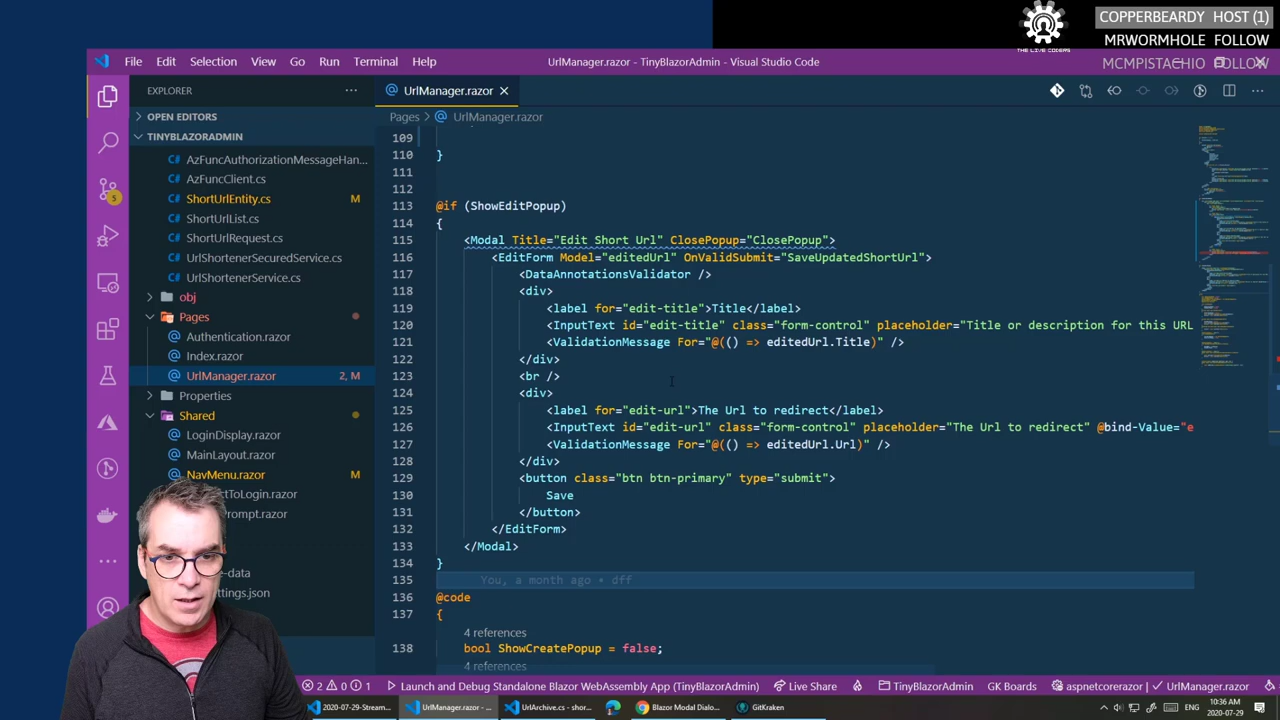 COPPERBEARDY HOST (1)
MRWORMHOLE FOLLOW
MCMPISTACHIO FOLLOW
THE LIVE CODERS
File Edit Selection View Go Run Terminal Help
UrlManager.razor - TinyBlazorAdmin - Visual Studio Code
EXPLORER
UrlManager.razor
OPEN EDITORS
TINYBLAZORADMIN
AzFuncAuthorizationMessageHan...
AzFuncClient.cs
ShortUrlEntity.cs M
ShortUrlList.cs
ShortUrlRequest.cs
UrlShortenerSecuredService.cs
UrlShortenerService.cs
obj
Pages
Authentication.razor
Index.razor
UrlManager.razor 2, M
Properties
Shared
LoginDisplay.razor
MainLayout.razor
NavMenu.razor M
ctToLogin.razor
Prompt.razor
e-data
ttings.json
5
Pages > UrlManager.razor
109
110 }
111
112
113 @if (ShowEditPopup)
114 {
115 <Modal Title="Edit Short Url" ClosePopup="ClosePopup">
116 <EditForm Model="editedUrl" OnValidSubmit="SaveUpdatedShortUrl">
117 <DataAnnotationsValidator />
118 <div>
119 <label for="edit-title">Title</label>
120 <InputText id="edit-title" class="form-control" placeholder="Title or description for this URL
121 <ValidationMessage For="@(() => editedUrl.Title)" />
122 </div>
123 <br />
124 <div>
125 <label for="edit-url">The Url to redirect</label>
126 <InputText id="edit-url" class="form-control" placeholder="The Url to redirect" @bind-Value="e
127 <ValidationMessage For="@(() => editedUrl.Url)" />
128 </div>
129 <button class="btn btn-primary" type="submit">
130 Save
131 </button>
132 </EditForm>
133 </Modal>
134 }
135 You, a month ago • dff
136 @code
137 {
4 references
138 bool ShowCreatePopup = false;
4 references
2 0 1 Launch and Debug Standalone Blazor WebAssembly App (TinyBlazorAdmin) Live Share TinyBlazorAdmin GK Boards aspnetcorerazor UrlManager.razor
2020-07-29-Stream... UrlManager.razor - ... UrlArchive.cs - shor... Blazor Modal Dialo... GitKraken
10:36 AM
2020-07-29